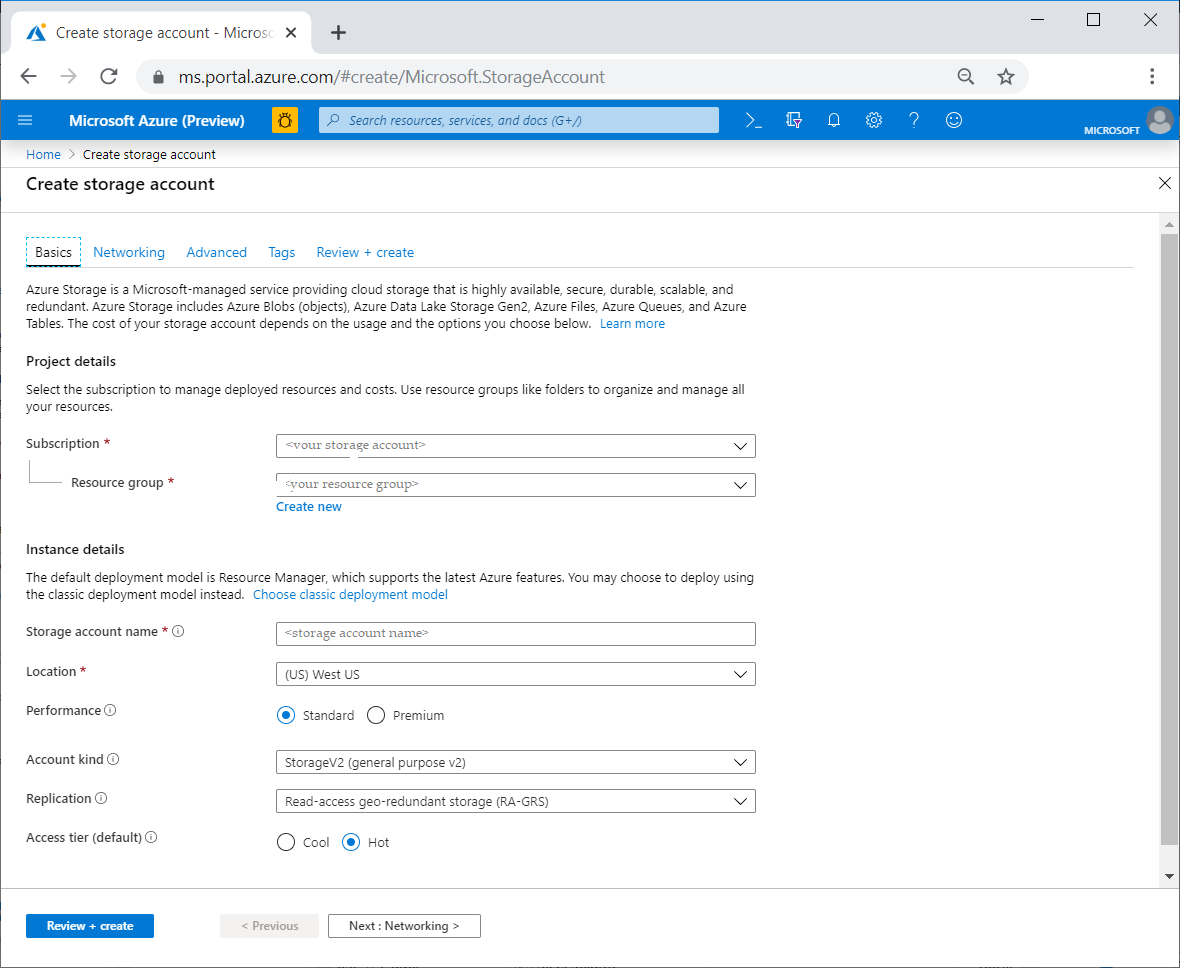 Create storage account - Micros
ms.portal.azure.com/#create/Microsoft.StorageAccount
Microsoft Azure (Preview)
Search resources, services, and docs (G+/)
MICROSOFT
Home > Create storage account
Create storage account
Basics Networking Advanced Tags Review + create
Azure Storage is a Microsoft-managed service providing cloud storage that is highly available, secure, durable, scalable, and
redundant. Azure Storage includes Azure Blobs (objects), Azure Data Lake Storage Gen2, Azure Files, Azure Queues, and Azure
Tables. The cost of your storage account depends on the usage and the options you choose below. Learn more
Project details
Select the subscription to manage deployed resources and costs. Use resource groups like folders to organize and manage all
your resources.
Subscription * <your storage account>
Resource group * <your resource group>
Create new
Instance details
The default deployment model is Resource Manager, which supports the latest Azure features. You may choose to deploy using
the classic deployment model instead. Choose classic deployment model
Storage account name * <storage account name>
Location * (US) West US
Performance Standard Premium
Account kind StorageV2 (general purpose v2)
Replication Read-access geo-redundant storage (RA-GRS)
Access tier (default) Cool Hot
Review + create < Previous Next : Networking >